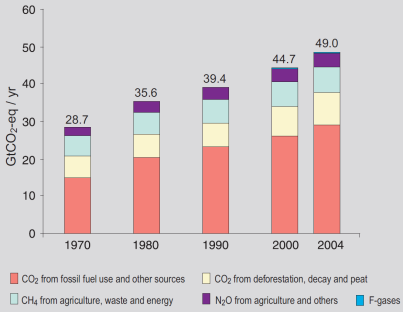 60
50
40
30
20
10
0
GtCO2-eq / yr
28.7
35.6
39.4
44.7
49.0
1970 1980 1990 2000 2004
CO2 from fossil fuel use and other sources
CO2 from deforestation, decay and peat
CH4 from agriculture, waste and energy
N2O from agriculture and others
F-gases